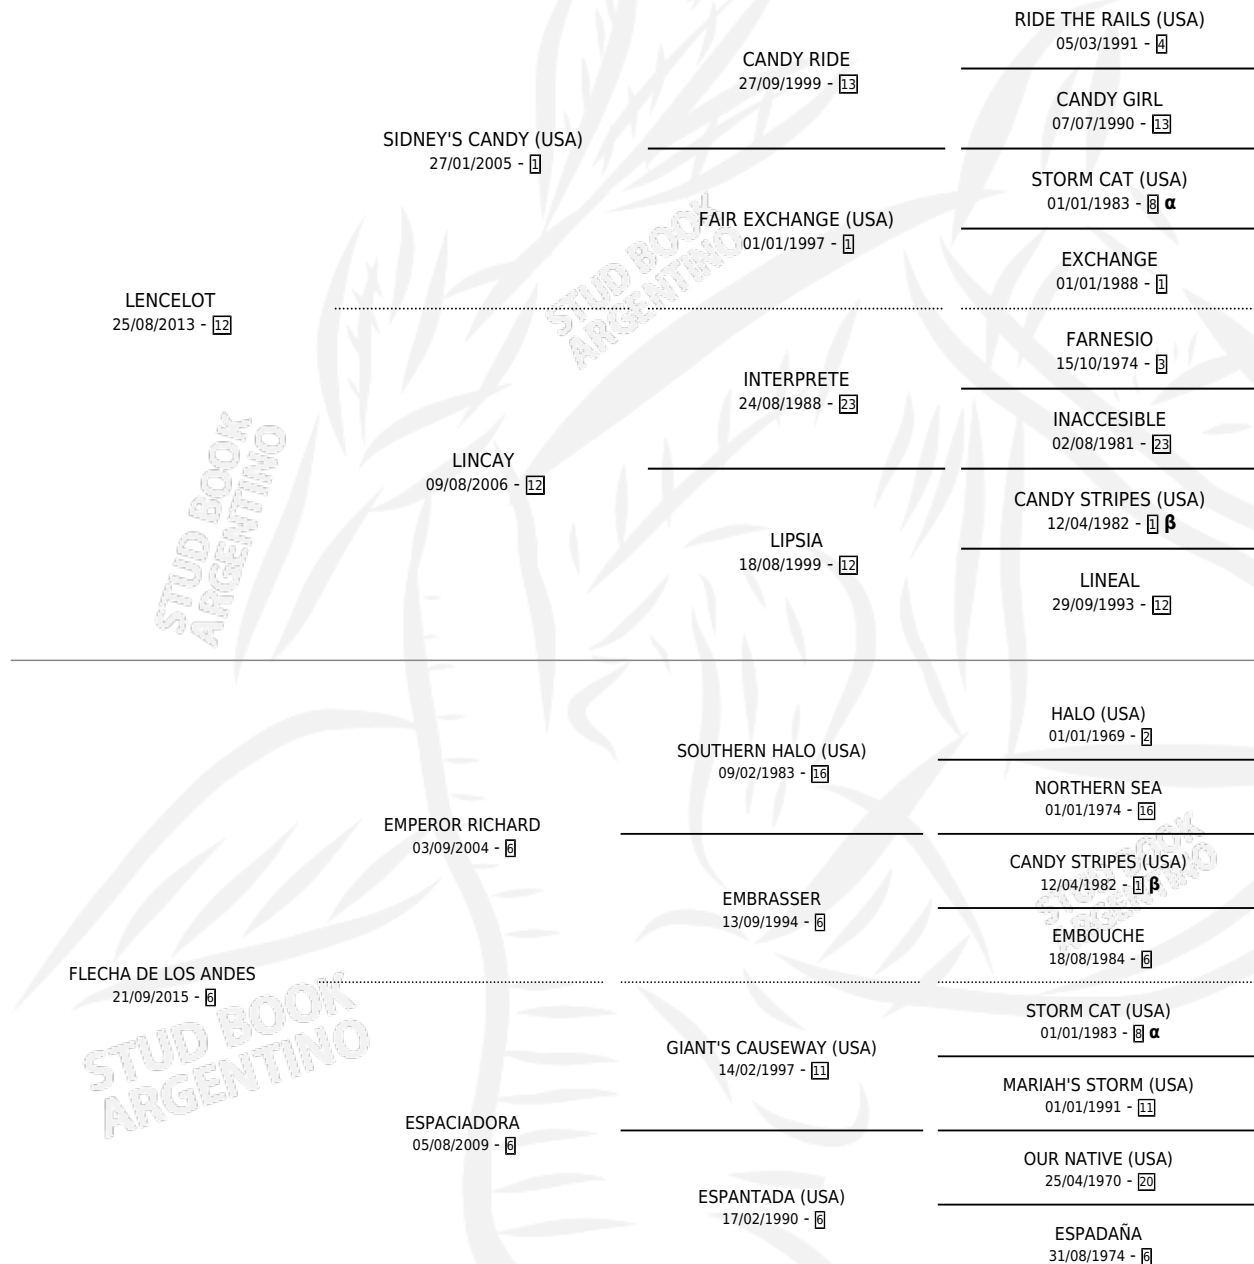 RIDE THE RAILS (USA)
05/03/1991 - 4
CANDY RIDE
27/09/1999 - 13
CANDY GIRL
07/07/1990 - 13
SIDNEY'S CANDY (USA)
27/01/2005 - 1
STORM CAT (USA)
01/01/1983 - 8 α
FAIR EXCHANGE (USA)
01/01/1997 - 1
EXCHANGE
01/01/1988 - 1
LENCELOT
25/08/2013 - 12
FARNESIO
15/10/1974 - 3
INTERPRETE
24/08/1988 - 23
INACCESIBLE
02/08/1981 - 23
LINCAY
09/08/2006 - 12
CANDY STRIPES (USA)
12/04/1982 - 1 β
LIPSIA
18/08/1999 - 12
LINEAL
29/09/1993 - 12
STUD BOOK
ARGENTINO
STUD BOOK
ARGENTINO
HALO (USA)
01/01/1969 - 2
SOUTHERN HALO (USA)
09/02/1983 - 16
NORTHERN SEA
01/01/1974 - 16
EMPEROR RICHARD
03/09/2004 - 6
CANDY STRIPES (USA)
12/04/1982 - 1 β
EMBRASSER
13/09/1994 - 6
EMBOUCHE
18/08/1984 - 6
FLECHA DE LOS ANDES
21/09/2015 - 6
STORM CAT (USA)
01/01/1983 - 8 α
GIANT'S CAUSEWAY (USA)
14/02/1997 - 11
MARIAH'S STORM (USA)
01/01/1991 - 11
ESPACIADORA
05/08/2009 - 6
OUR NATIVE (USA)
25/04/1970 - 20
ESPANTADA (USA)
17/02/1990 - 6
ESPADAÑA
31/08/1974 - 6
STUD BOOK
ARGENTINO
STUD BOOK
ARGENTINO